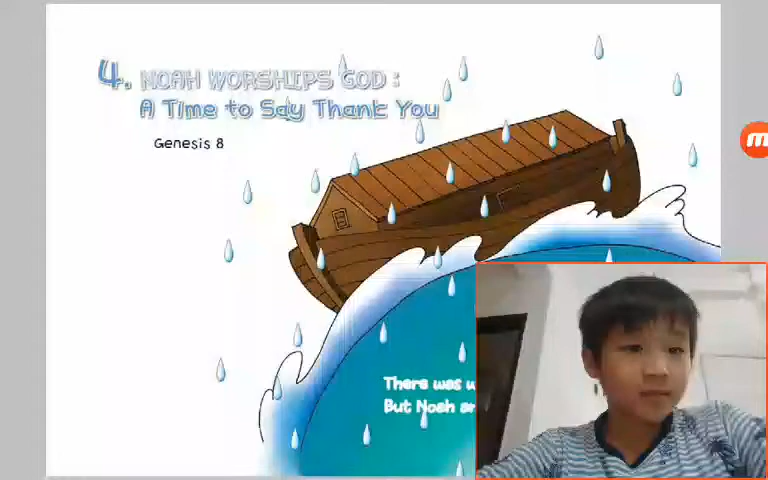 4. NOAH WORSHIPS GOD :
A Time to Say Thank You
Genesis 8
There was
But Noah